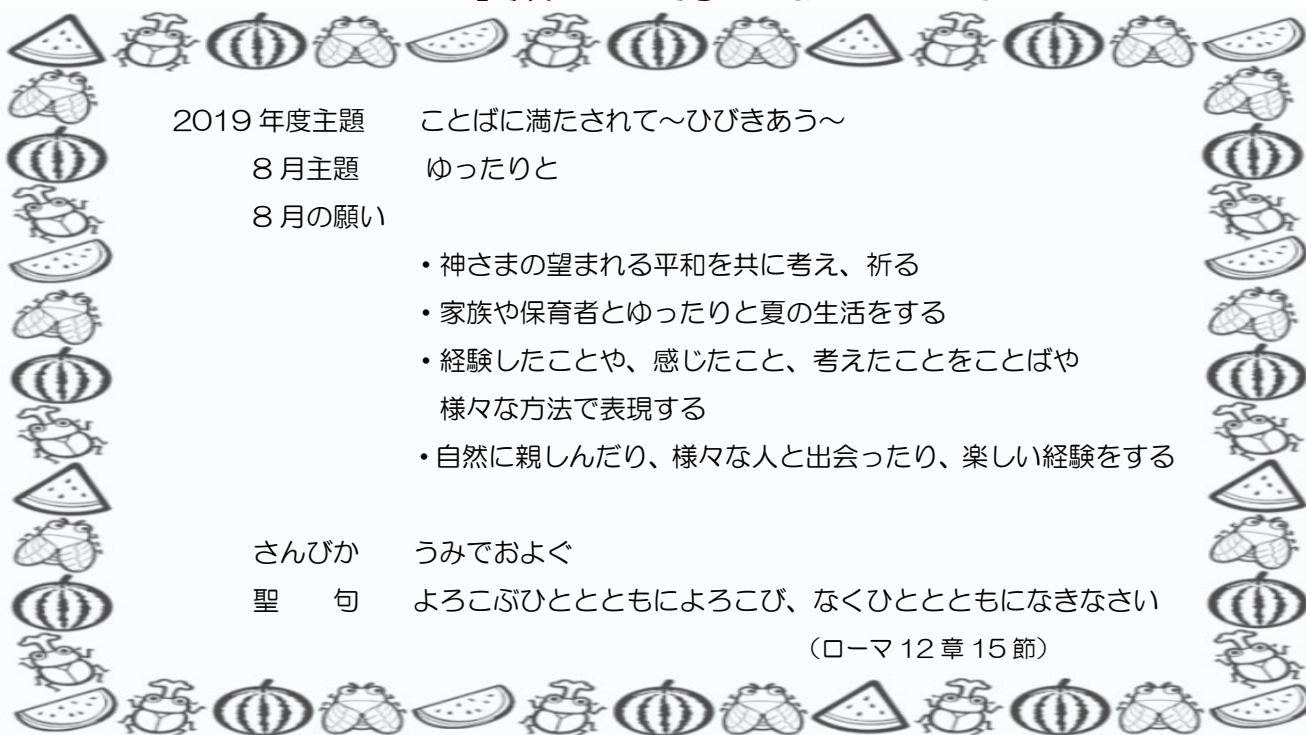 2019年度主題　ことばに満たされて～ひびきあう～
8月主題　ゆったりと
8月の願い
・神さまの望まれる平和を共に考え、祈る
・家族や保育者とゆったりと夏の生活をする
・経験したことや、感じたこと、考えたことをことばや
様々な方法で表現する
・自然に親しんだり、様々な人と出会ったり、楽しい経験をする
さんびか　うみでおよぐ
聖　句　よろこぶひととともによろこび、なくひととともになきなさい
（ローマ12章15節）